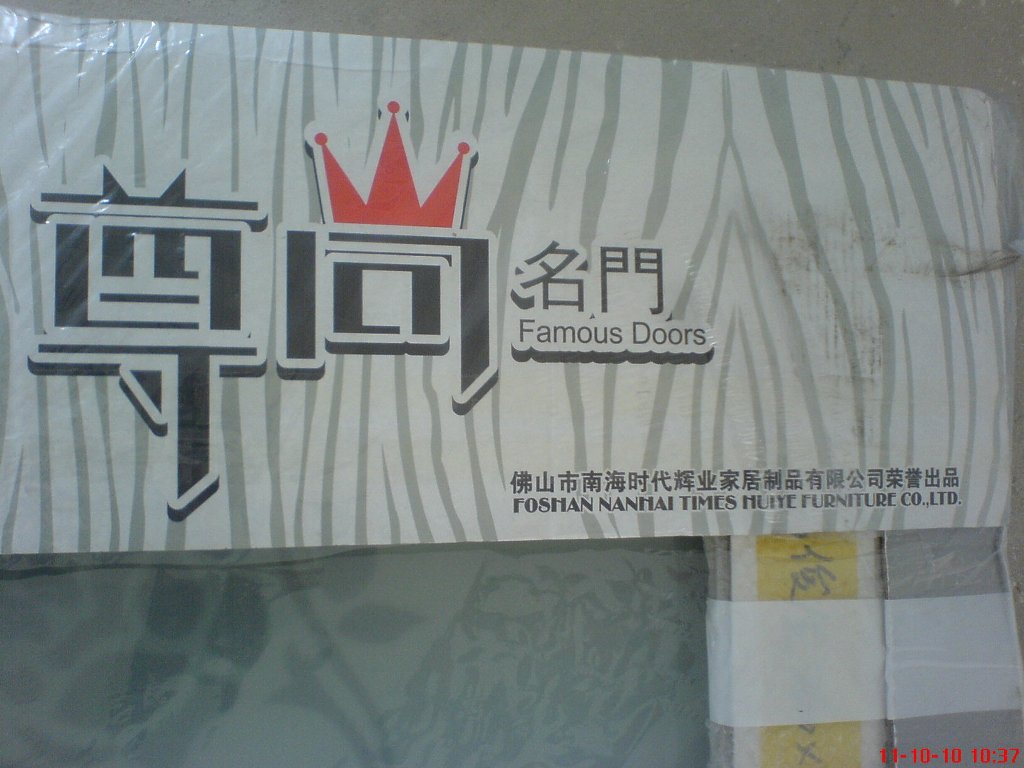 尊尚
名門
Famous Doors
佛山市南海时代辉业家居制品有限公司荣誉出品
FOSHAN NANHAI TIMES HUIYE FURNITURE CO.,LTD.
11-10-10 10:37